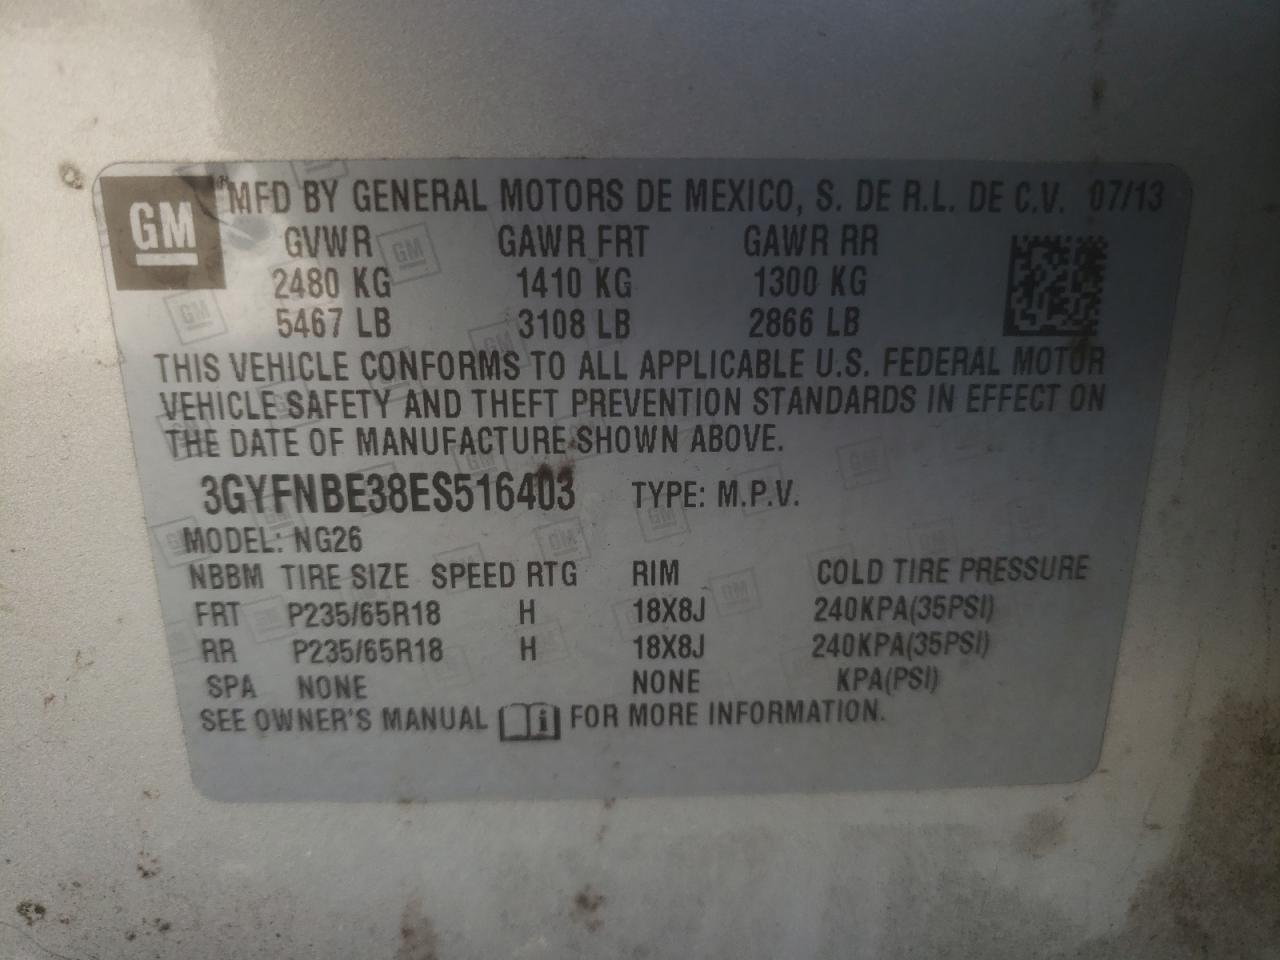 GM MFD BY GENERAL MOTORS DE MEXICO, S. DE R.L. DE C.V. 07/13
GVWR GAWR FRT GAWR RR
2480 KG 1410 KG 1300 KG
5467 LB 3108 LB 2866 LB
THIS VEHICLE CONFORMS TO ALL APPLICABLE U.S. FEDERAL MOTOR
VEHICLE SAFETY AND THEFT PREVENTION STANDARDS IN EFFECT ON
THE DATE OF MANUFACTURE SHOWN ABOVE.
3GYFNBE38ES516403 TYPE: M.P.V.
MODEL: NG26
NBBM TIRE SIZE SPEED RTG RIM COLD TIRE PRESSURE
FRT P235/65R18 H 18X8J 240KPA(35PSI)
RR P235/65R18 H 18X8J 240KPA(35PSI)
SPA NONE NONE KPA(PSI)
SEE OWNER'S MANUAL i FOR MORE INFORMATION.